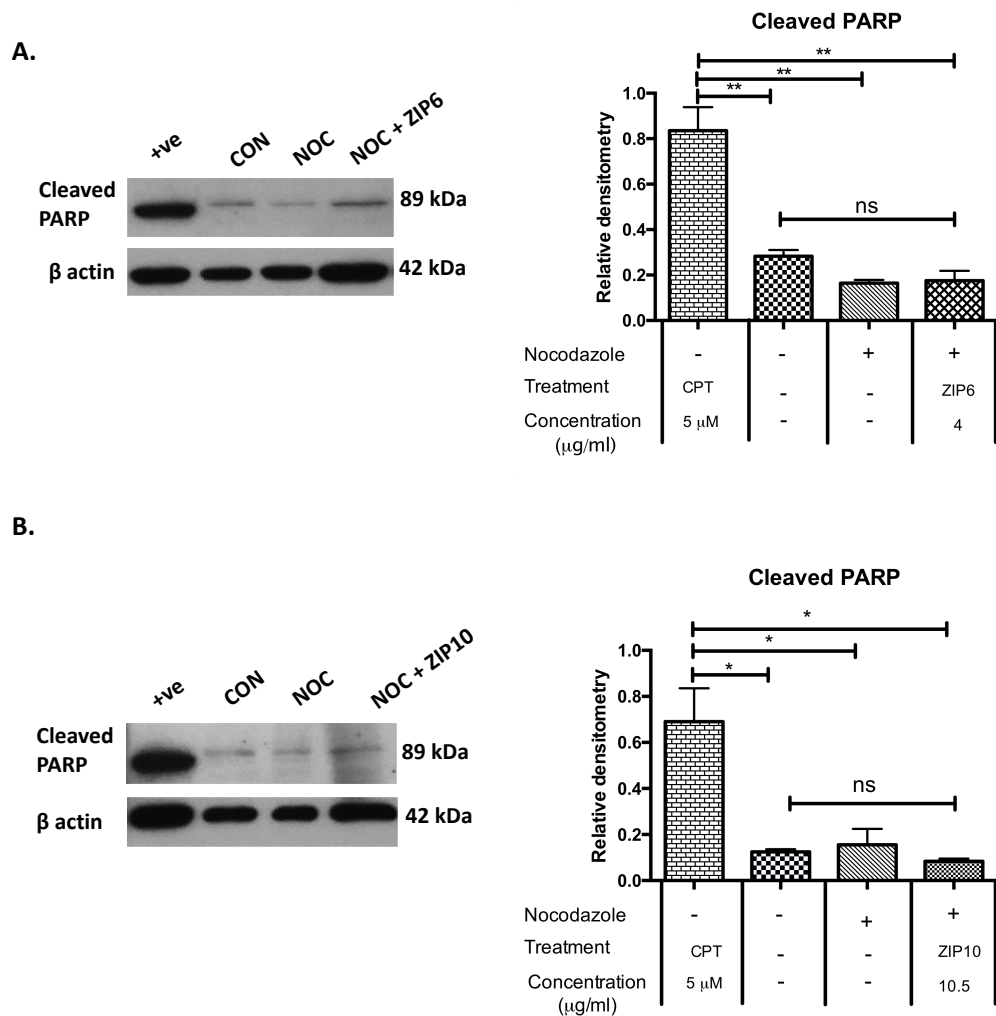 A.
+ve CON NOC NOC + ZIP6
Cleaved PARP
89 kDa
β actin
42 kDa
Cleaved PARP
**
**
**
ns
Relative densitometry
1.0
0.8
0.6
0.4
0.2
0.0
Nocodazole - - + +
Treatment CPT - - ZIP6
Concentration 5 μM - - 4
(μg/ml)
B.
+ve CON NOC NOC + ZIP10
Cleaved PARP
89 kDa
β actin
42 kDa
Cleaved PARP
*
*
*
ns
Relative densitometry
1.0
0.8
0.6
0.4
0.2
0.0
Nocodazole - - + +
Treatment CPT - - ZIP10
Concentration 5 μM - - 10.5
(μg/ml)